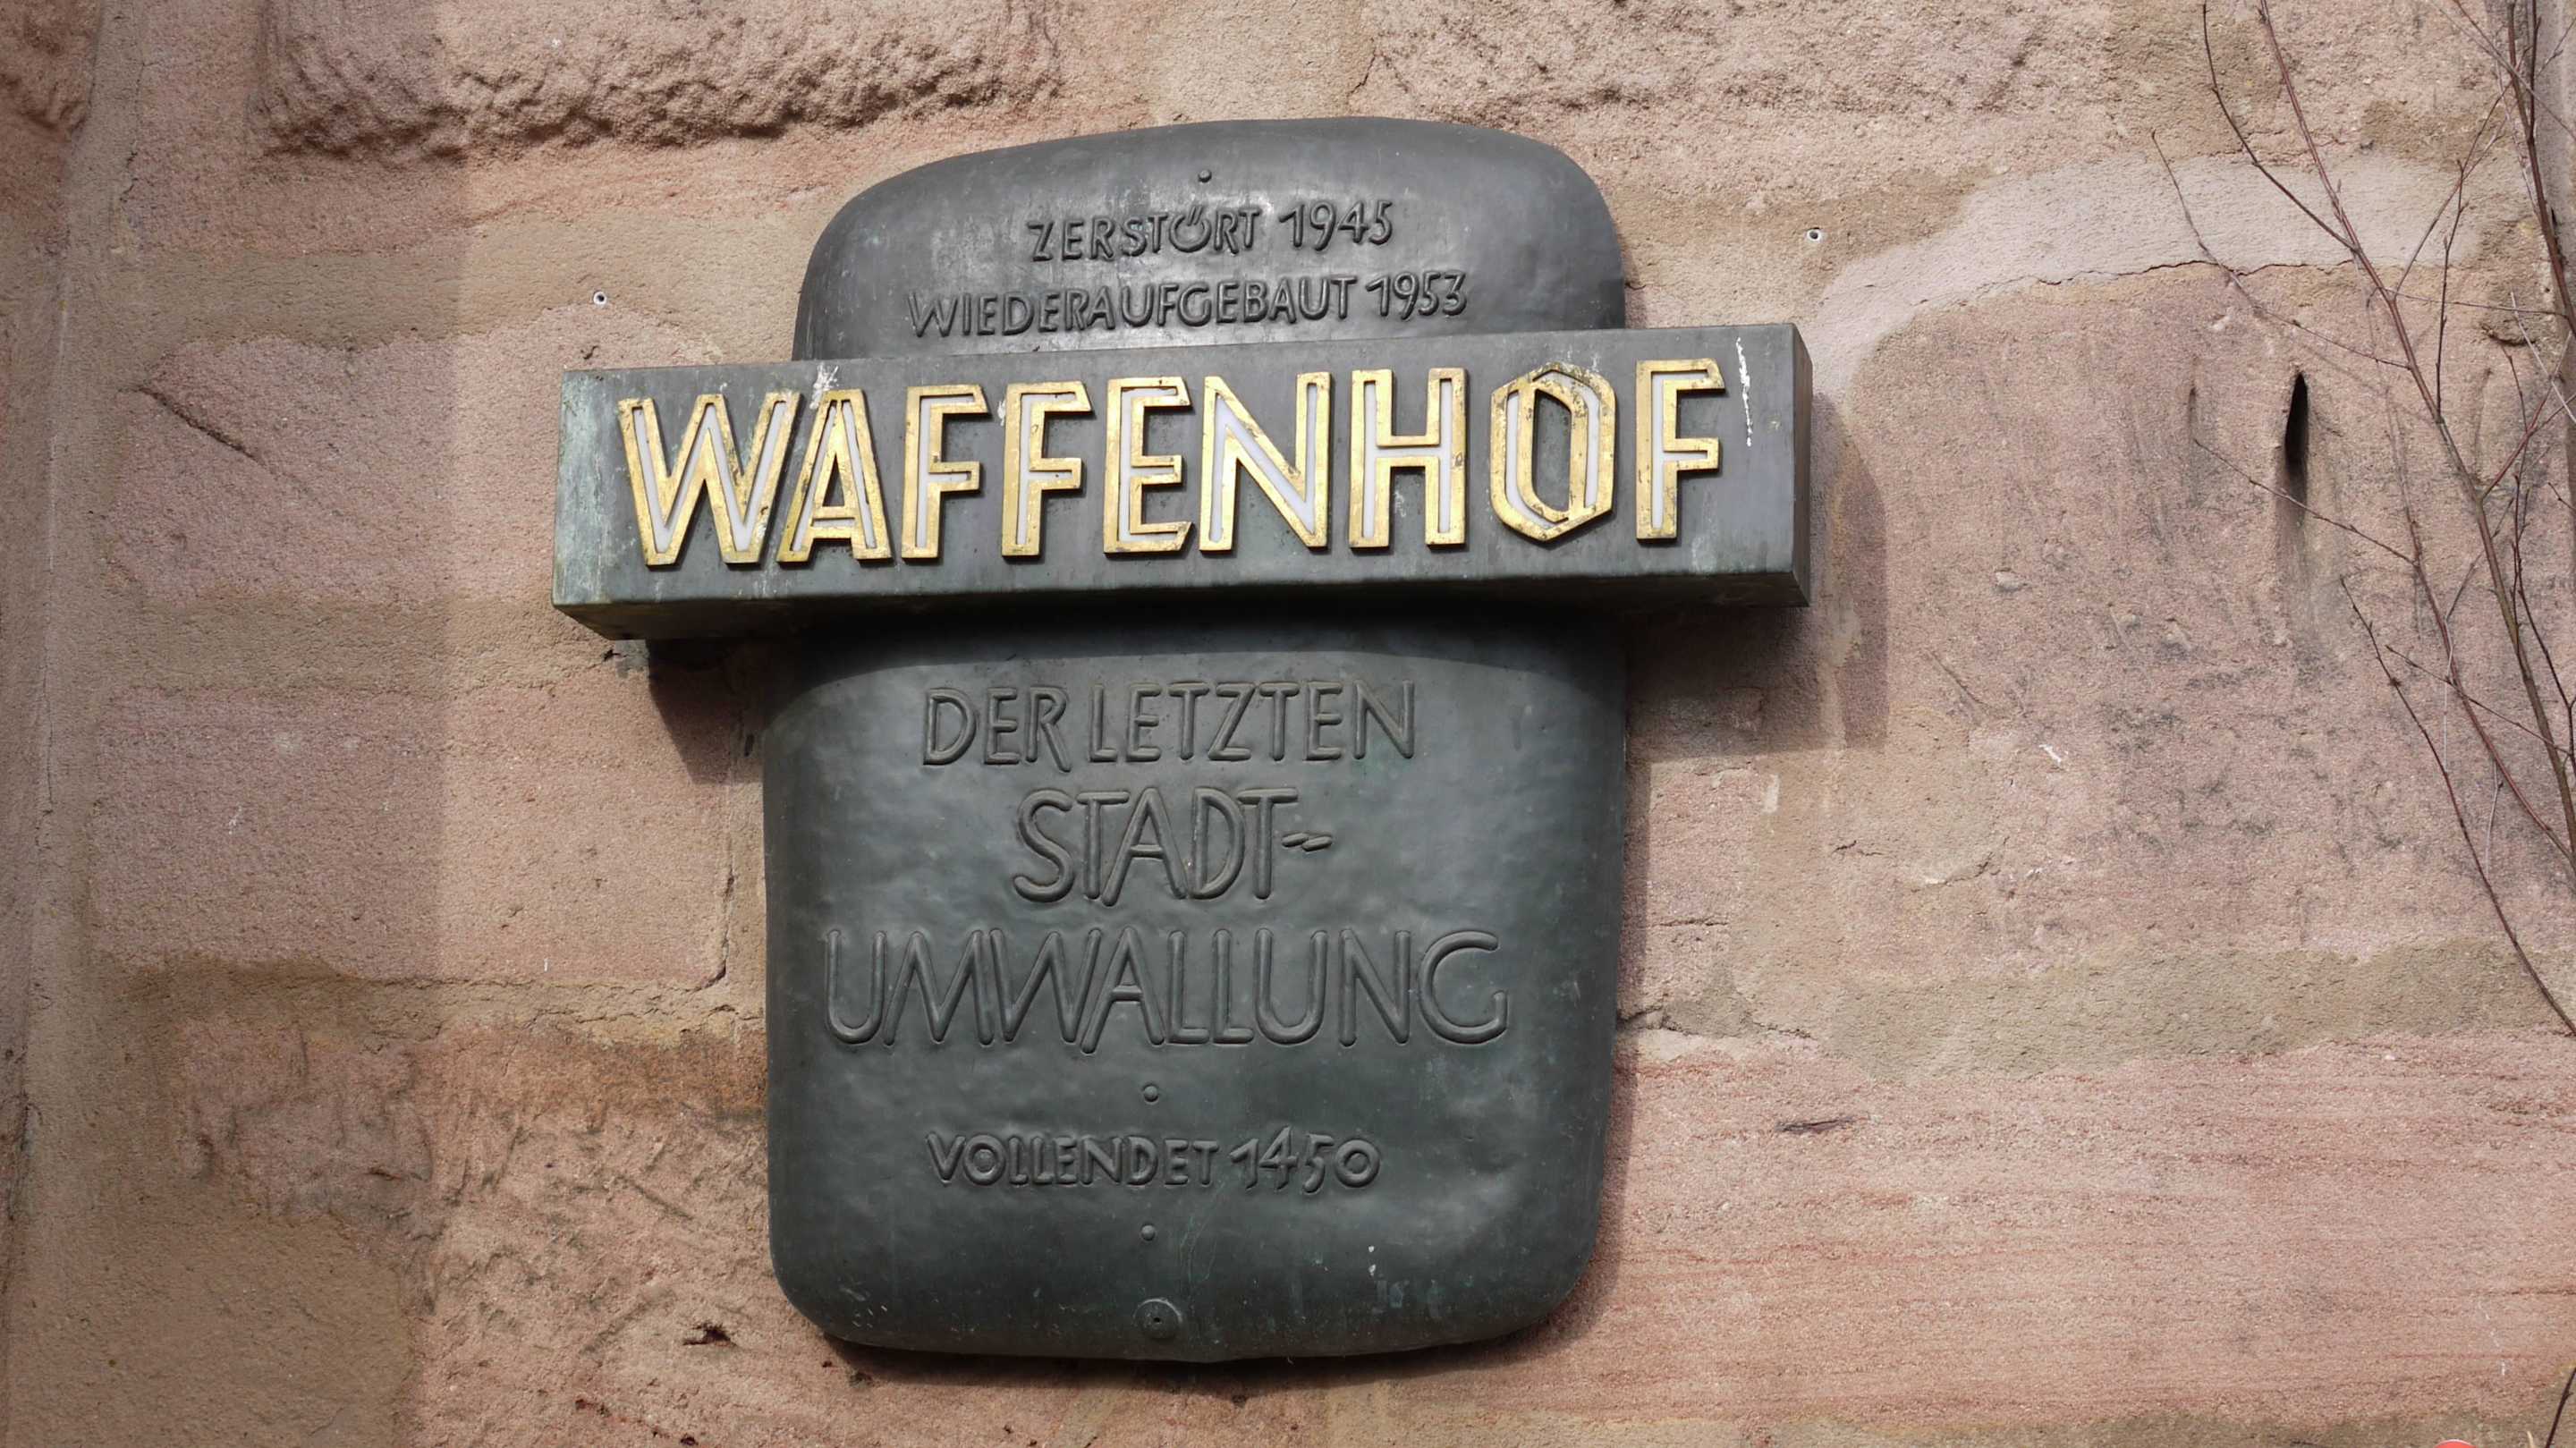 ZERSTÖRT 1945
WIEDERAUFGEBAUT 1953
WAFFENHOF
DER LETZTEN
STADT-
UMWALLUNG
VOLLENDET 1450